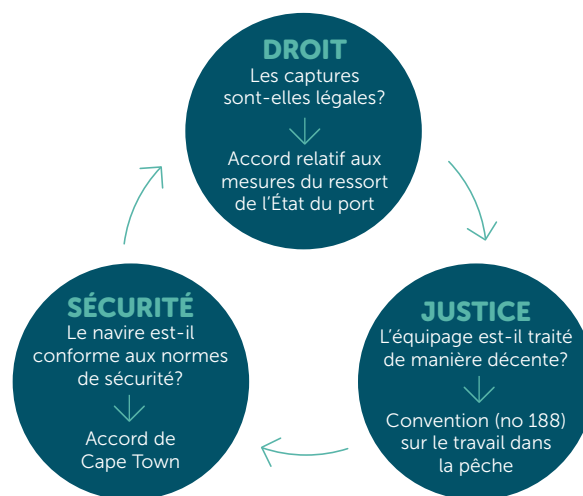 DROIT
Les captures
sont-elles légales?
Accord relatif aux
mesures du ressort
de l'État du port
JUSTICE
L'équipage est-il traité
de manière décente?
Convention (no 188)
sur le travail dans
la pêche
SÉCURITÉ
Le navire est-il
conforme aux normes
de sécurité?
Accord de
Cape Town